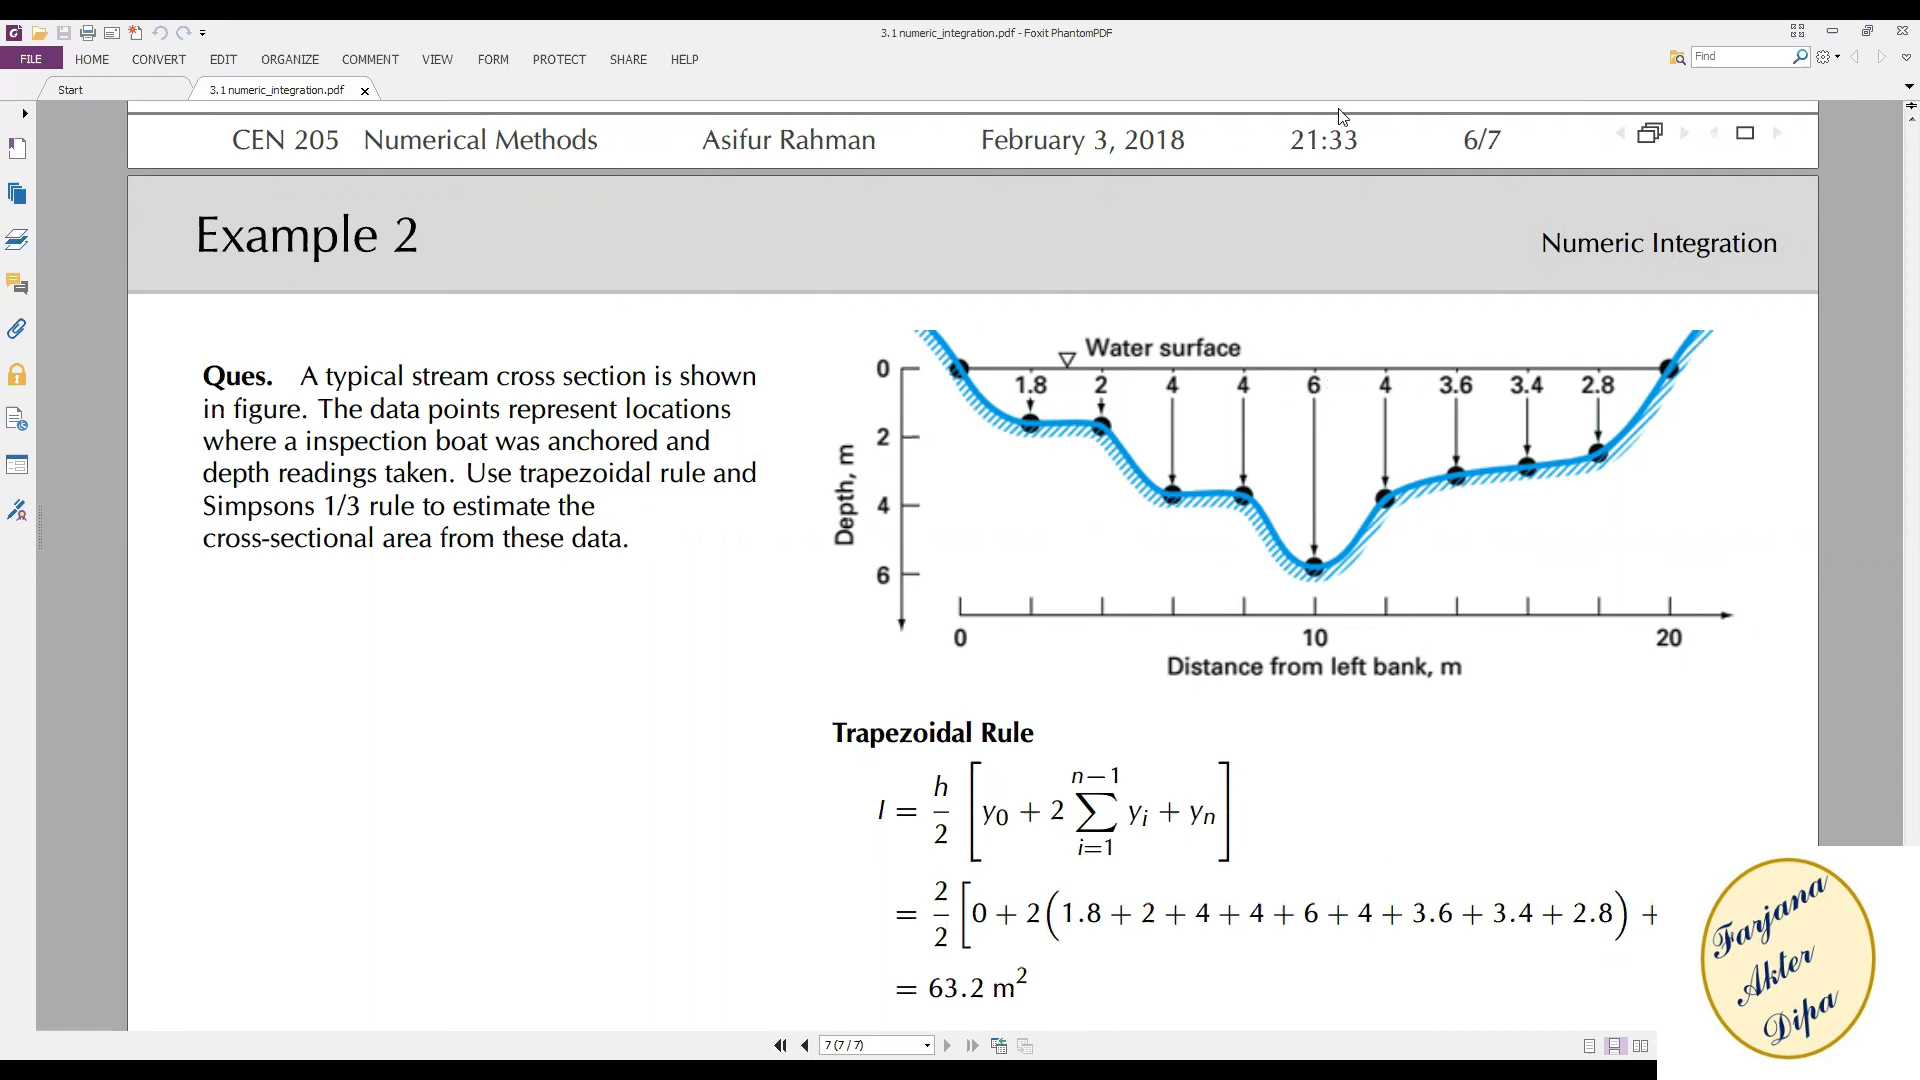 3.1 numeric_integration.pdf - Foxit PhantomPDF
FILE HOME CONVERT EDIT ORGANIZE COMMENT VIEW FORM PROTECT SHARE HELP
Find
Start 3.1 numeric_integration.pdf
CEN 205 Numerical Methods Asifur Rahman February 3, 2018 21:33 6/7
Example 2
Numeric Integration
Ques. A typical stream cross section is shown
in figure. The data points represent locations
where a inspection boat was anchored and
depth readings taken. Use trapezoidal rule and
Simpsons 1/3 rule to estimate the
cross-sectional area from these data.
Water surface
0
1.8 2 4 4 6 4 3.6 3.4 2.8
2
4
6
Depth, m
0 10 20
Distance from left bank, m
Trapezoidal Rule
I = h/2 [y0 + 2 ∑_{i=1}^{n−1} yi + yn]
= 2/2 [0 + 2(1.8 + 2 + 4 + 4 + 6 + 4 + 3.6 + 3.4 + 2.8) +
= 63.2 m²
7 (7 / 7)
Farjana
Akter
Dipa